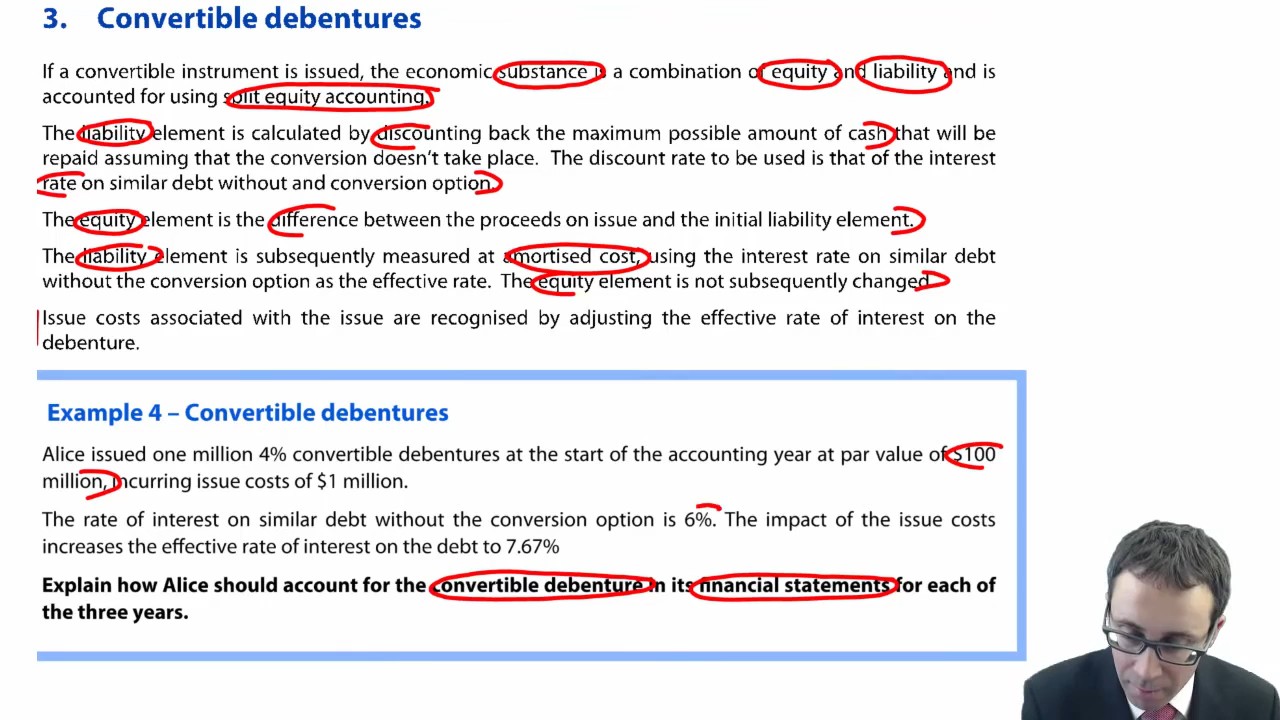 3. Convertible debentures
If a convertible instrument is issued, the economic substance is a combination of equity and liability and is
accounted for using split equity accounting.
The liability element is calculated by discounting back the maximum possible amount of cash that will be
repaid assuming that the conversion doesn't take place. The discount rate to be used is that of the interest
rate on similar debt without and conversion option.
The equity element is the difference between the proceeds on issue and the initial liability element.
The liability element is subsequently measured at amortised cost, using the interest rate on similar debt
without the conversion option as the effective rate. The equity element is not subsequently changed
Issue costs associated with the issue are recognised by adjusting the effective rate of interest on the
debenture.
Example 4 – Convertible debentures
Alice issued one million 4% convertible debentures at the start of the accounting year at par value of $100
million, incurring issue costs of $1 million.
The rate of interest on similar debt without the conversion option is 6%. The impact of the issue costs
increases the effective rate of interest on the debt to 7.67%
Explain how Alice should account for the convertible debenture in its financial statements for each of
the three years.